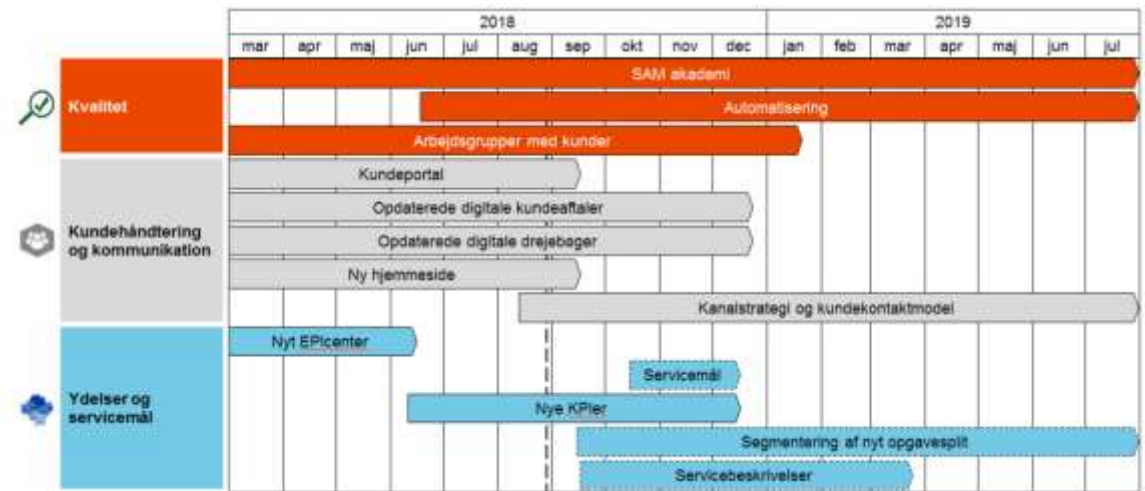 2018
2019
mar apr maj jun jul aug sep okt nov dec jan feb mar apr maj jun jul
Kvalitet
SAM akademi
Automatisering
Arbejdsgrupper med kunder
Kundehåndtering
og kommunikation
Kundeportal
Opdaterede digitale kundeaftaler
Opdaterede digitale drejebøger
Ny hjemmeside
Kanalstrategi og kundekontaktmodel
Ydelser og
servicemål
Nyt EPIcenter
Servicemål
Nye KPIer
Segmentering af nyt opgavesplit
Servicebeskrivelser